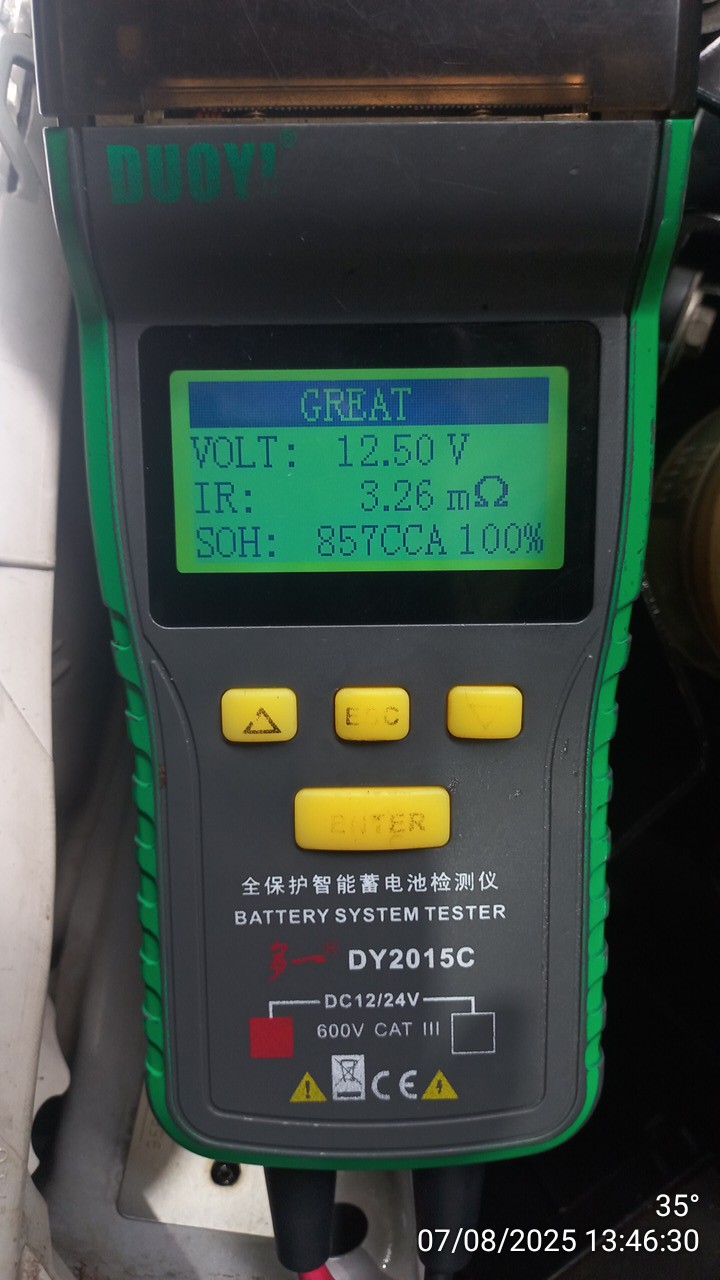 DUOYI®
GREAT
VOLT: 12.50 V
IR: 3.26 mΩ
SOH: 857CCA 100%
ESC
ENTER
全保护智能蓄电池检测仪
BATTERY SYSTEM TESTER
多一® DY2015C
DC12/24V
600V CAT III
CE
35°
07/08/2025 13:46:30